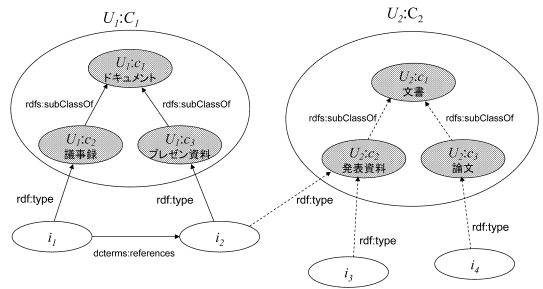 U₁:C₁
U₂:C₂
U₁:c₁
ドキュメント
U₂:c₁
文書
rdfs:subClassOf
rdfs:subClassOf
rdfs:subClassOf
rdfs:subClassOf
U₁:c₂
議事録
U₁:c₃
プレゼン資料
U₂:c₂
発表資料
U₂:c₃
論文
rdf:type
rdf:type
rdf:type
rdf:type
rdf:type
i₁
dcterms:references
i₂
i₃
i₄